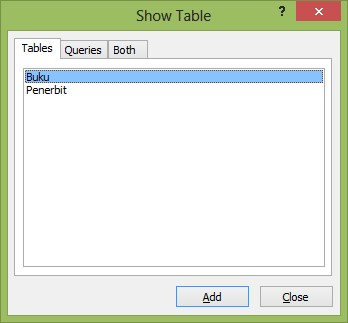 Show Table
?
Tables Queries Both
Buku
Penerbit
Add Close